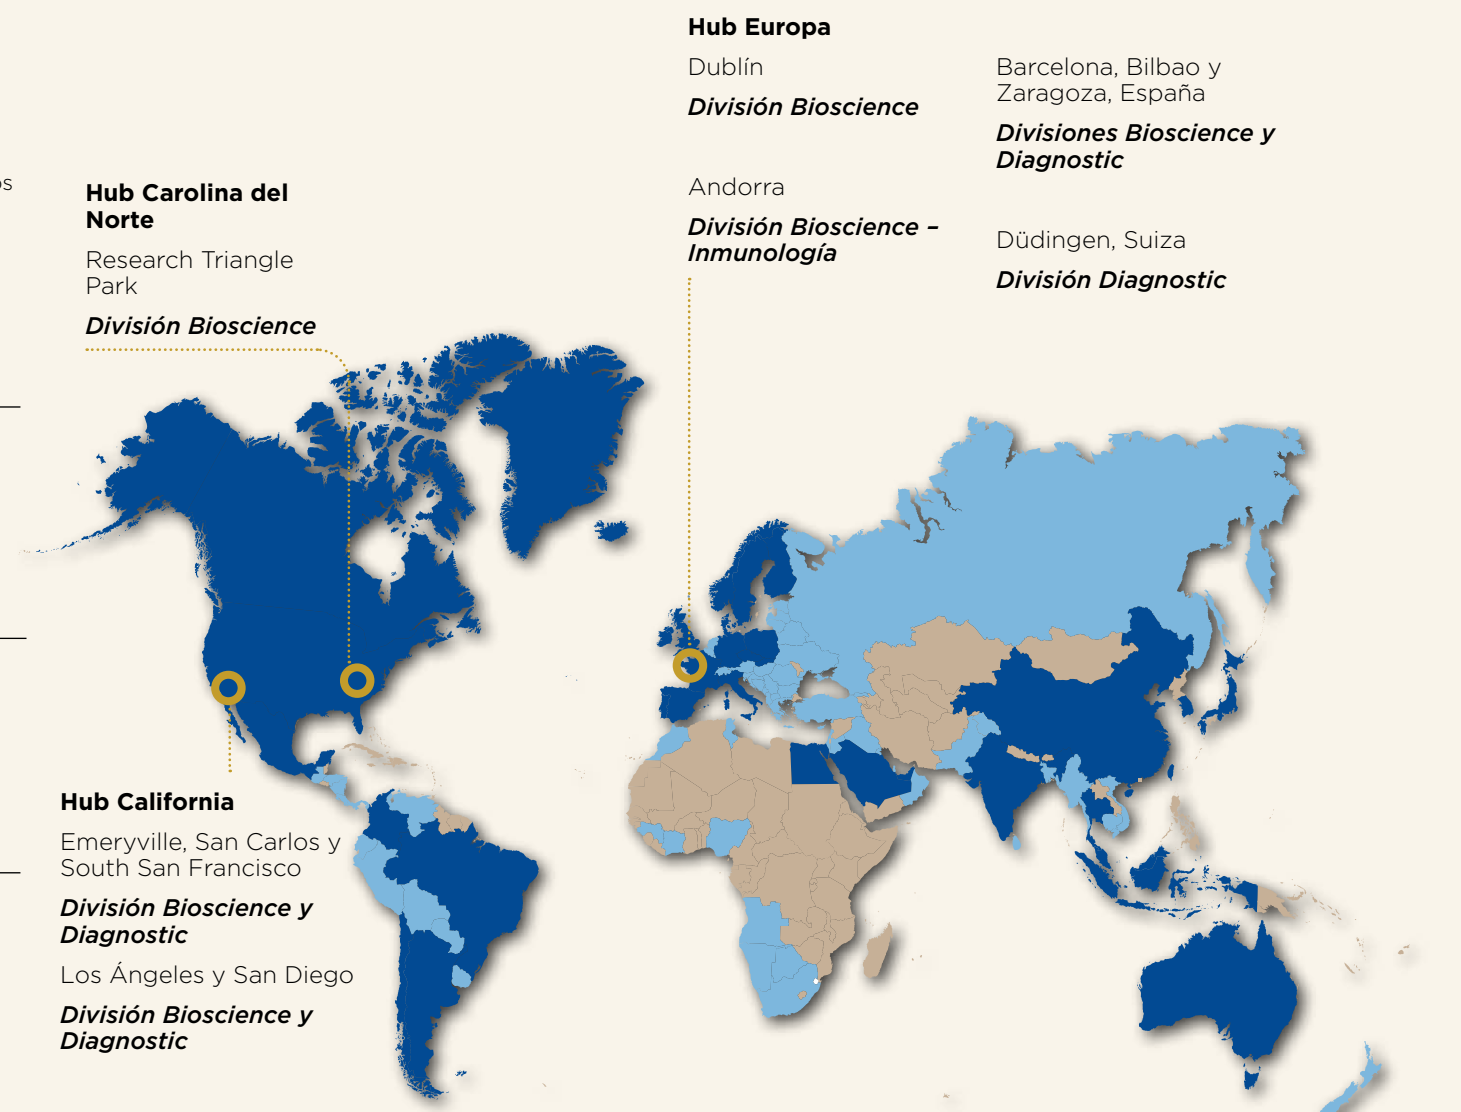 Hub Europa
Dublín
División Bioscience
Andorra
División Bioscience –
Inmunología
Barcelona, Bilbao y
Zaragoza, España
Divisiones Bioscience y
Diagnostic
Düdingen, Suiza
División Diagnostic
Hub Carolina del
Norte
Research Triangle
Park
División Bioscience
Hub California
Emeryville, San Carlos y
South San Francisco
División Bioscience y
Diagnostic
Los Ángeles y San Diego
División Bioscience y
Diagnostic